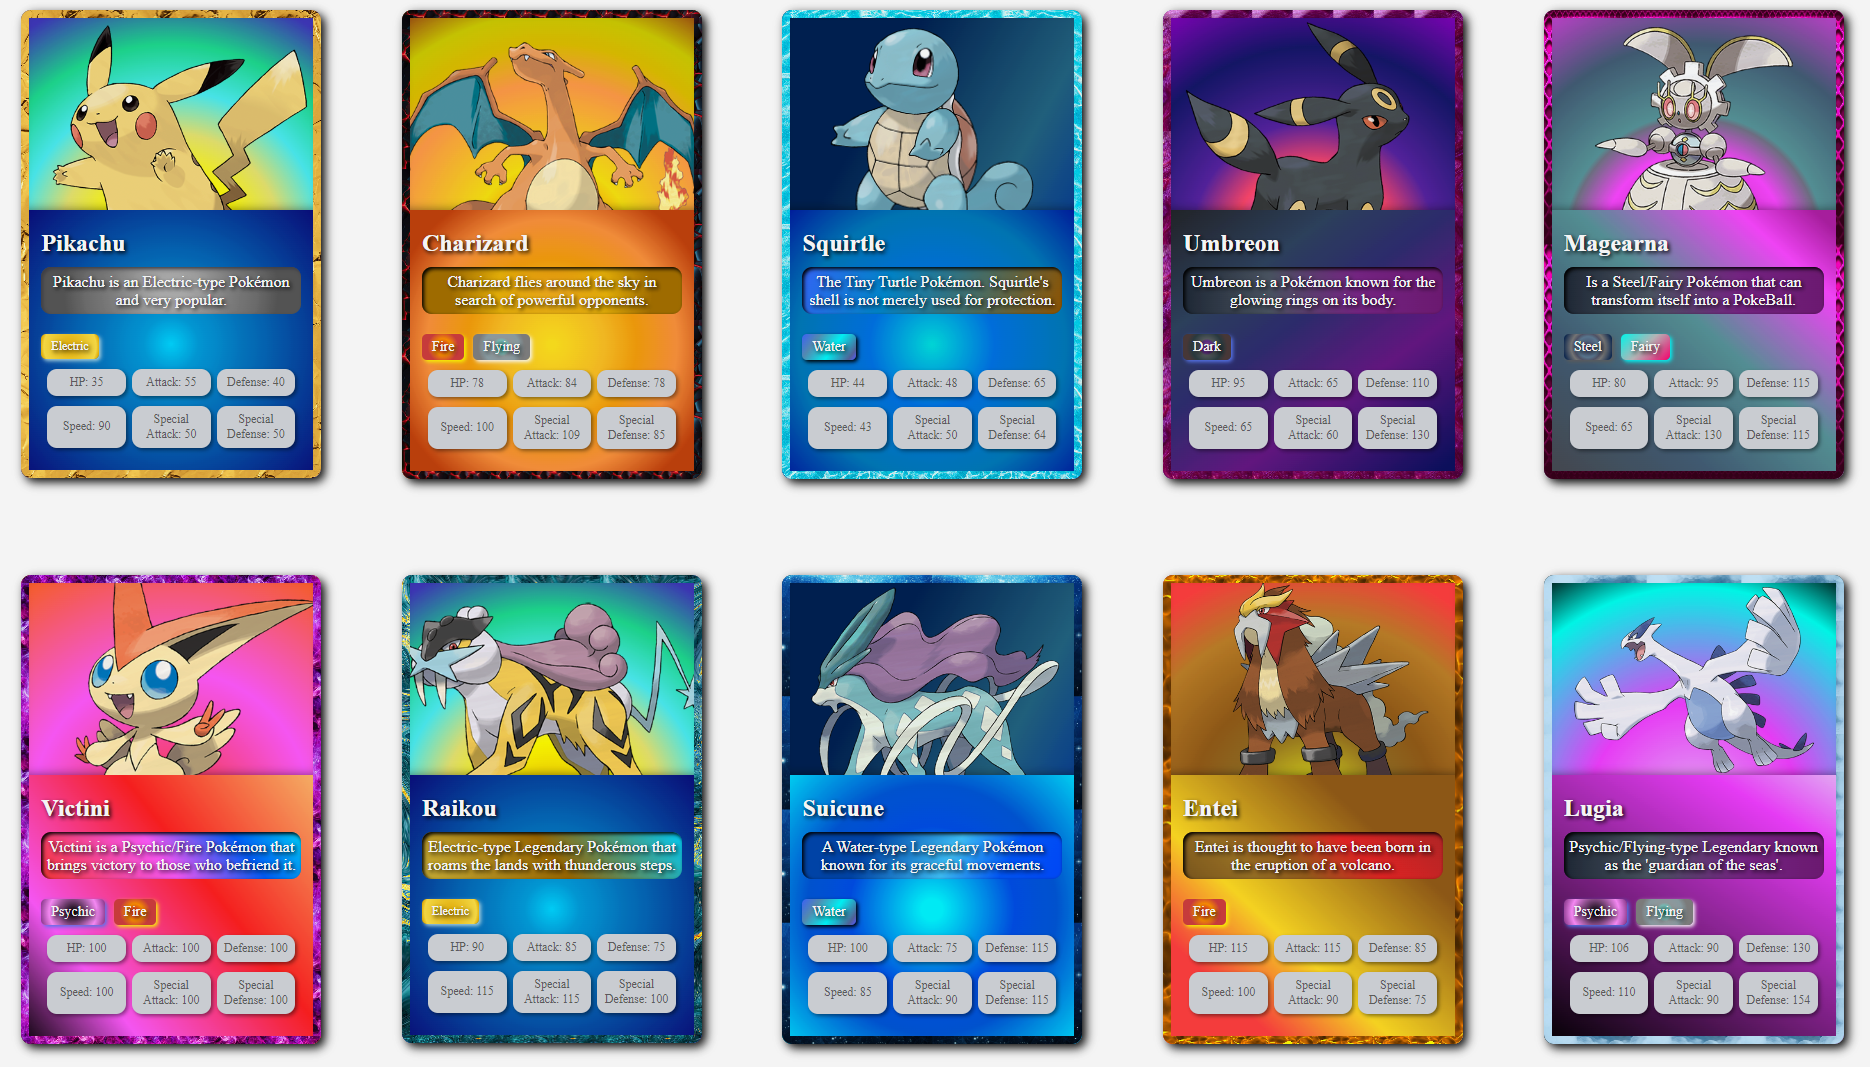 Pikachu
Pikachu is an Electric-type Pokémon
and very popular.
Electric
HP: 35
Attack: 55
Defense: 40
Speed: 90
Special
Attack: 50
Special
Defense: 50
Charizard
Charizard flies around the sky in
search of powerful opponents.
Fire
Flying
HP: 78
Attack: 84
Defense: 78
Speed: 100
Special
Attack: 109
Special
Defense: 85
Squirtle
The Tiny Turtle Pokémon. Squirtle's
shell is not merely used for protection.
Water
HP: 44
Attack: 48
Defense: 65
Speed: 43
Special
Attack: 50
Special
Defense: 64
Umbreon
Umbreon is a Pokémon known for the
glowing rings on its body.
Dark
HP: 95
Attack: 65
Defense: 110
Speed: 65
Special
Attack: 60
Special
Defense: 130
Magearna
Is a Steel/Fairy Pokémon that can
transform itself into a PokeBall.
Steel
Fairy
HP: 80
Attack: 95
Defense: 115
Speed: 65
Special
Attack: 130
Special
Defense: 115
Victini
Victini is a Psychic/Fire Pokémon that
brings victory to those who befriend it.
Psychic
Fire
HP: 100
Attack: 100
Defense: 100
Speed: 100
Special
Attack: 100
Special
Defense: 100
Raikou
Electric-type Legendary Pokémon that
roams the lands with thunderous steps.
Electric
HP: 90
Attack: 85
Defense: 75
Speed: 115
Special
Attack: 115
Special
Defense: 100
Suicune
A Water-type Legendary Pokémon
known for its graceful movements.
Water
HP: 100
Attack: 75
Defense: 115
Speed: 85
Special
Attack: 90
Special
Defense: 115
Entei
Entei is thought to have been born in
the eruption of a volcano.
Fire
HP: 115
Attack: 115
Defense: 85
Speed: 100
Special
Attack: 90
Special
Defense: 75
Lugia
Psychic/Flying-type Legendary known
as the 'guardian of the seas'.
Psychic
Flying
HP: 106
Attack: 90
Defense: 130
Speed: 110
Special
Attack: 90
Special
Defense: 154